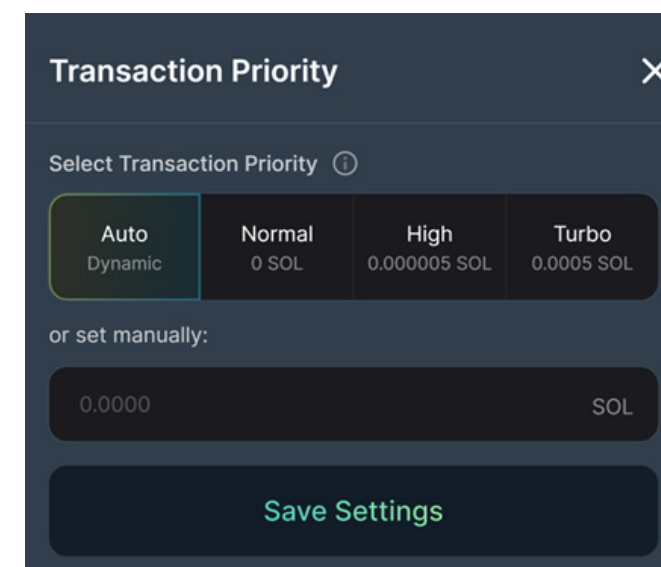 Transaction Priority
Select Transaction Priority
Auto Normal High Turbo
Dynamic 0 SOL 0.000005 SOL 0.0005 SOL
or set manually:
0.0000 SOL
Save Settings